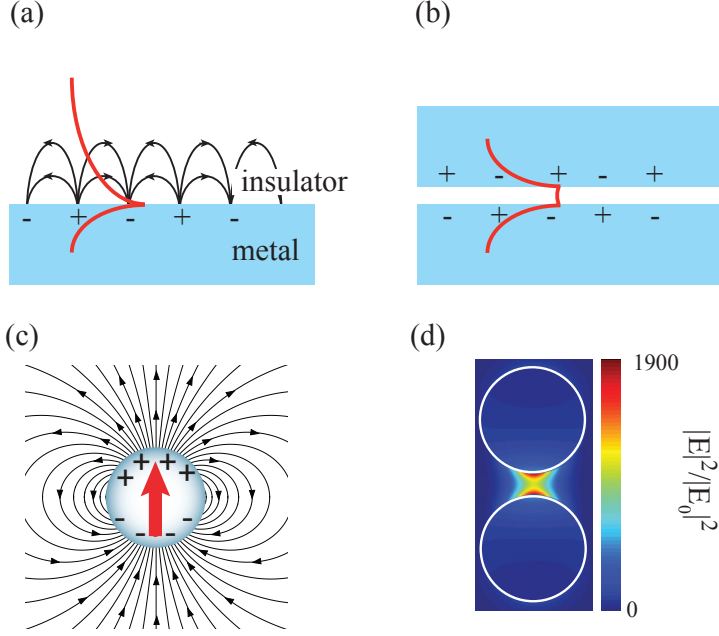 (a)
(b)
insulator
- + - + -
metal
+ - + - +
- + - + -
(c)
(d)
+ + + +
- - - -
1900
|E|²/|E₀|²
0